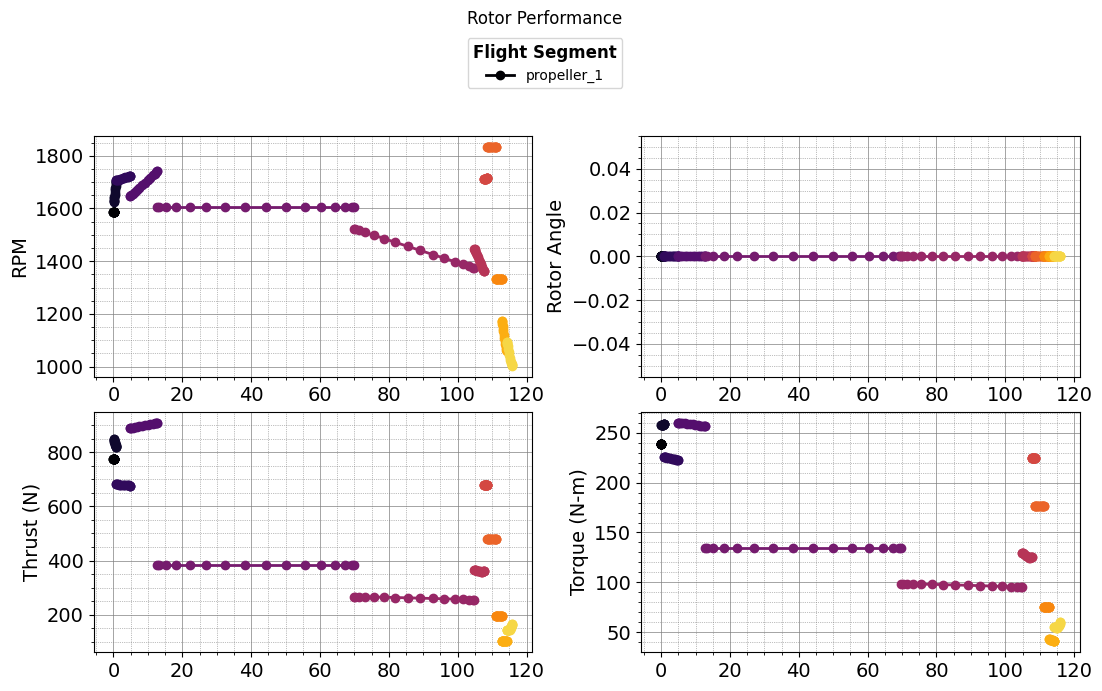 Rotor Performance
Flight Segment
propeller_1
RPM
1800
1600
1400
1200
1000
0 20 40 60 80 100 120
Rotor Angle
0.04
0.02
0.00
−0.02
−0.04
0 20 40 60 80 100 120
Thrust (N)
800
600
400
200
0 20 40 60 80 100 120
Torque (N-m)
250
200
150
100
50
0 20 40 60 80 100 120